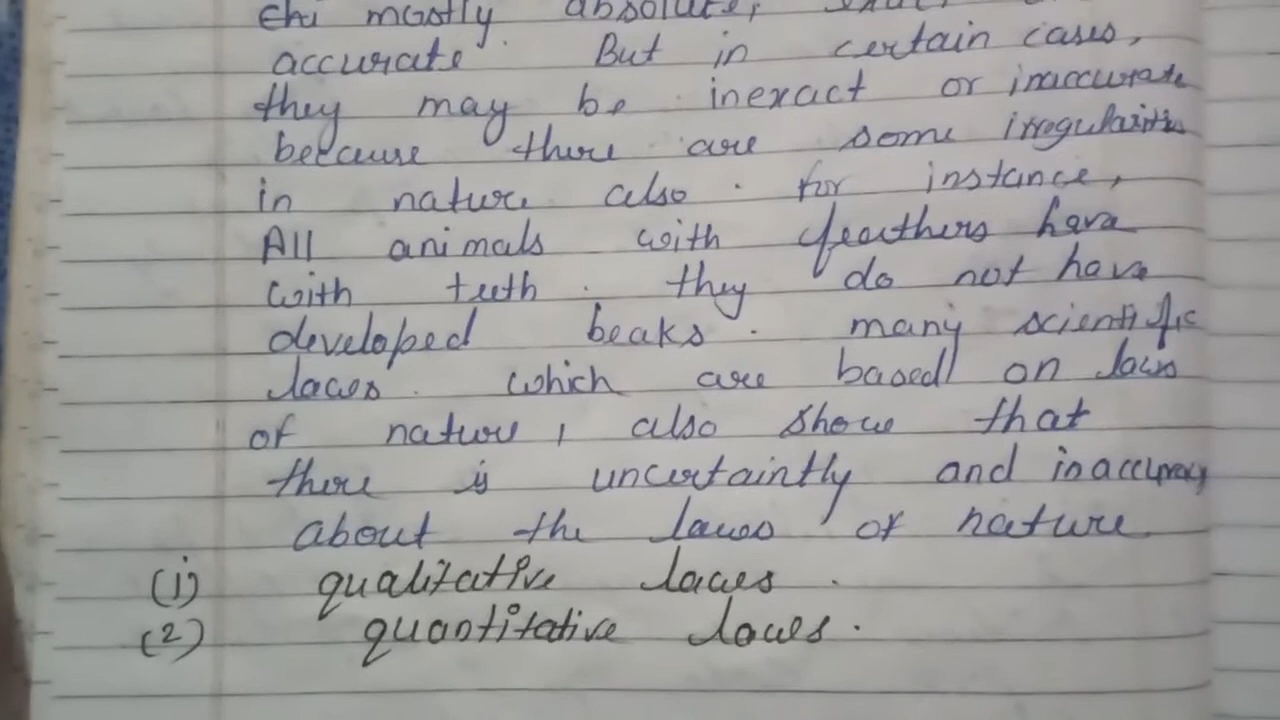 mostly absolute,
accurate. But in certain cases,
they may be inexact or inaccurate
because there are some irregularities
in nature also. for instance,
All animals with feathers have
with teeth. they do not have
developed beaks. many scientific
laws. which are based on laws
of nature, also show that
there is uncertaintly and inaccuracy
about the laws of nature.
(i) qualitative laws.
(2) quantitative laws.